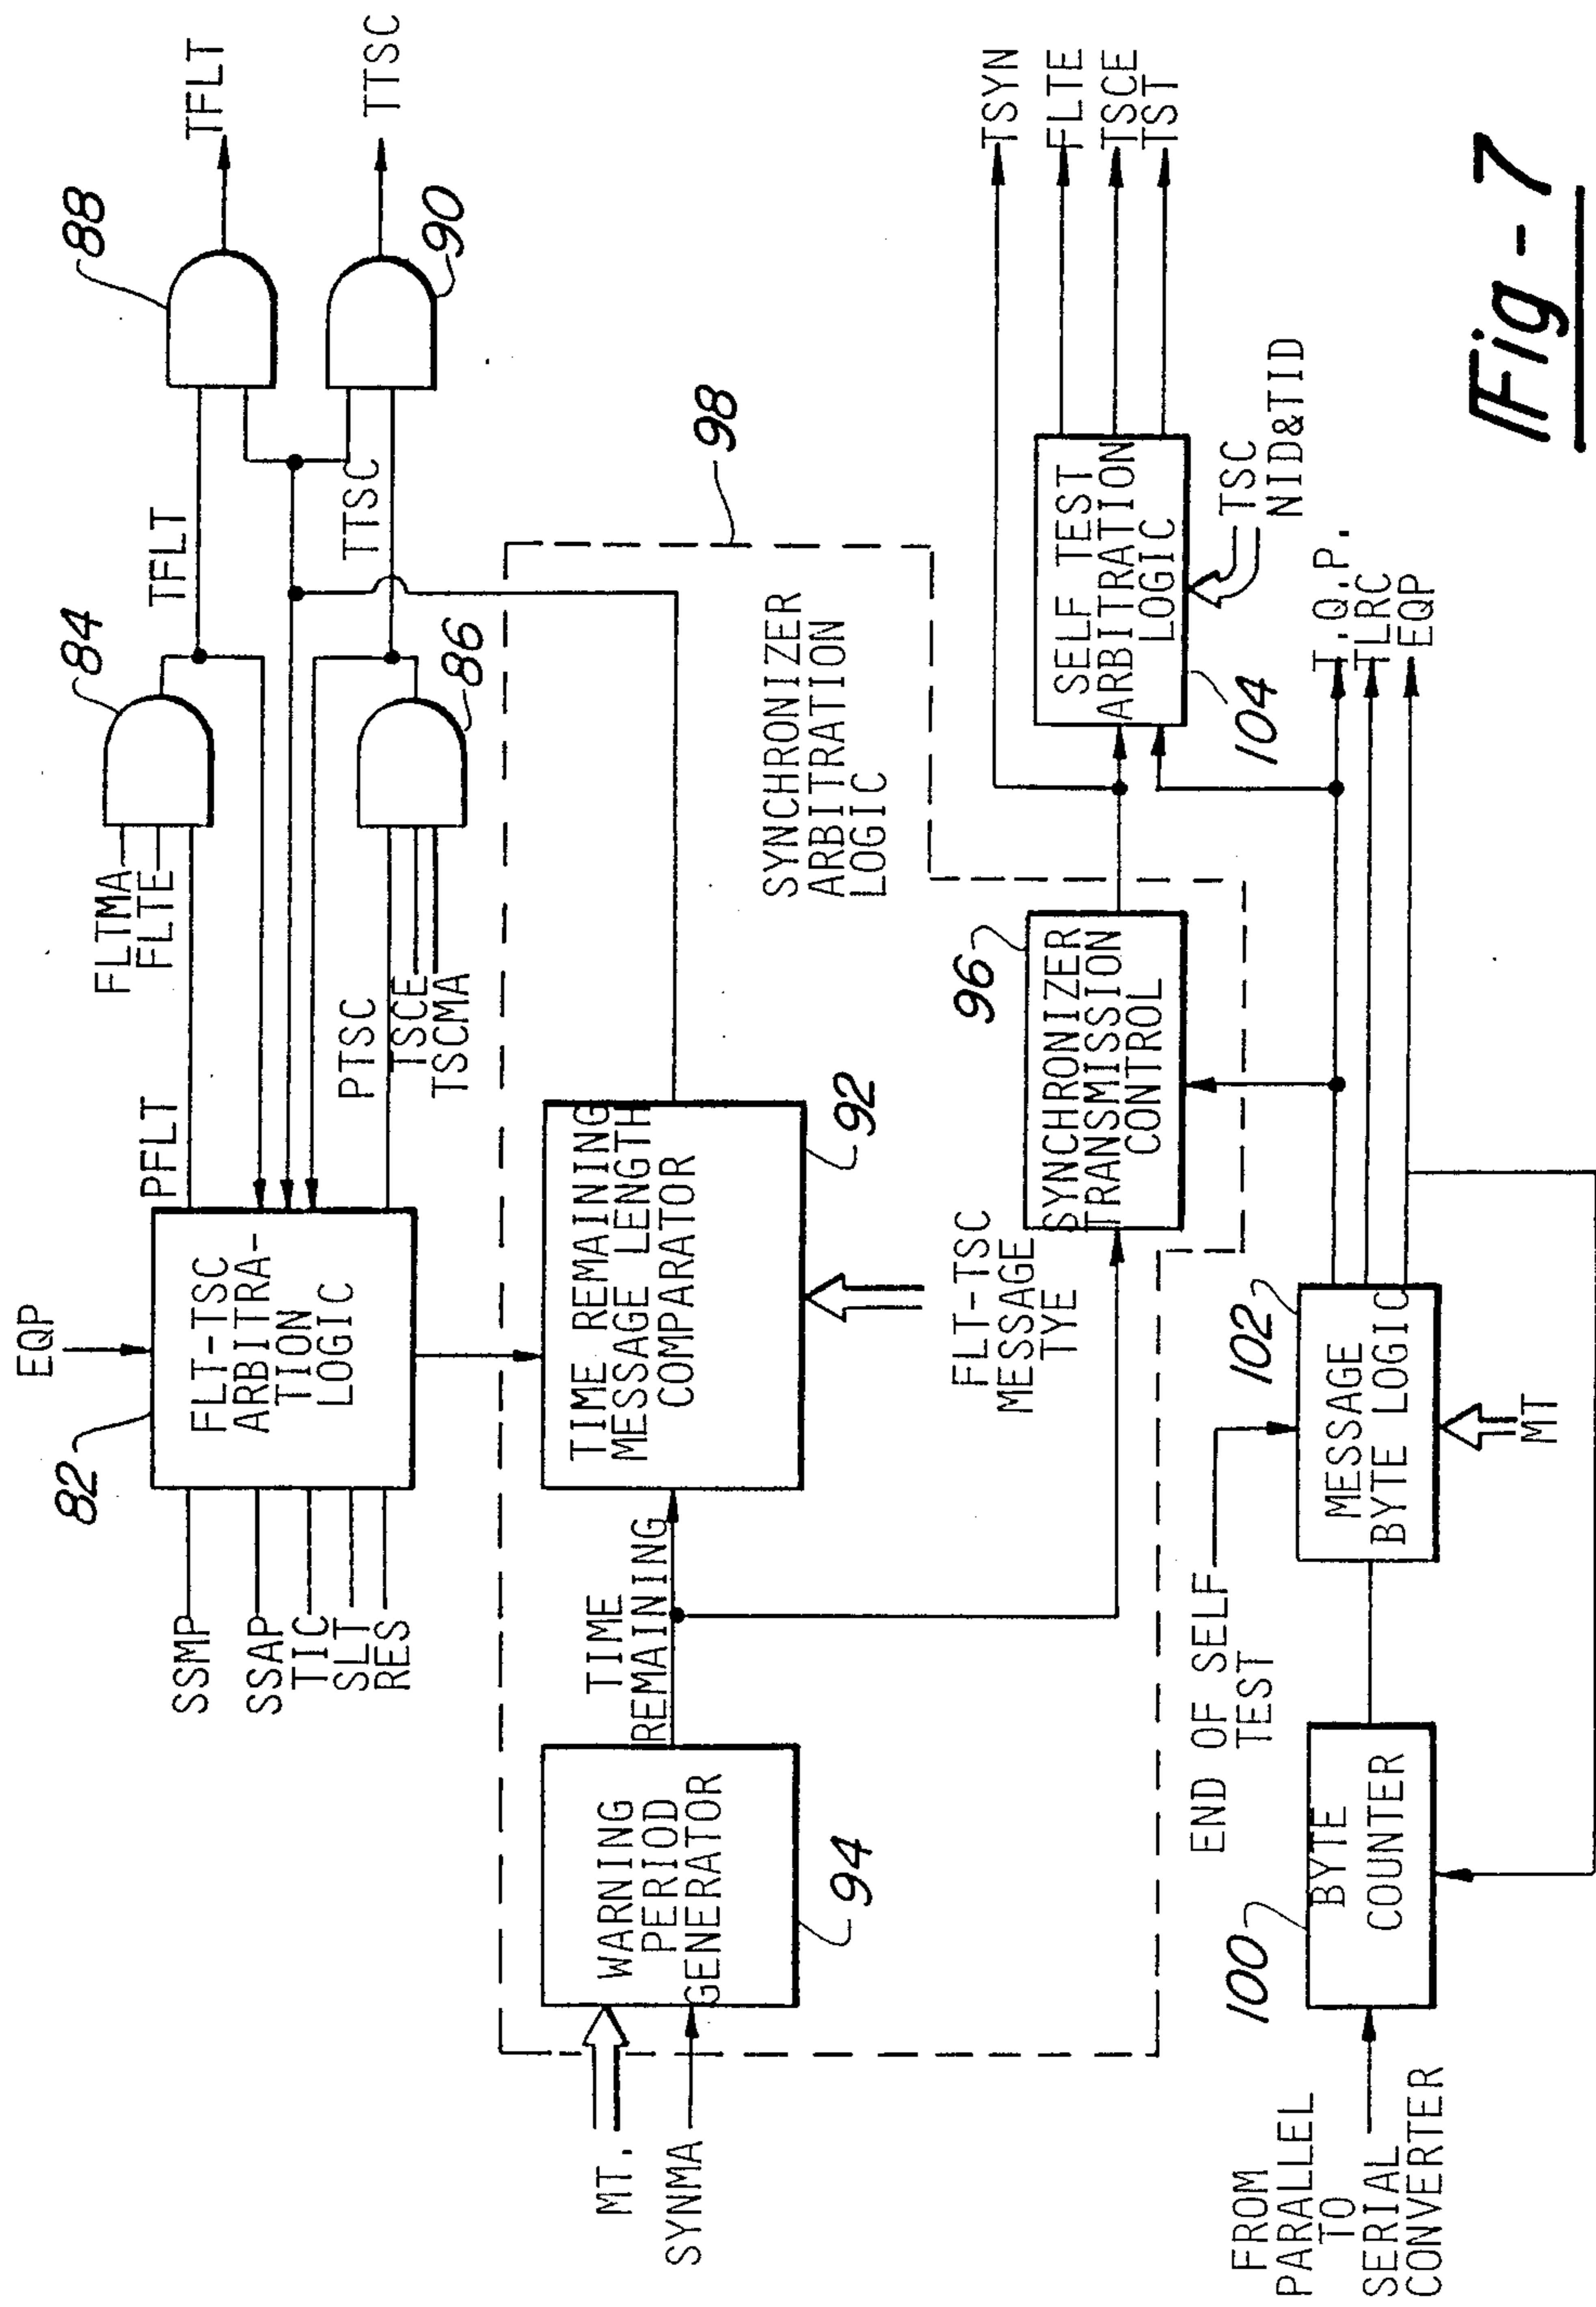 EQP
82
FLT-TSC
ARBITRA-
TION
LOGIC
SSMP
SSAP
TIC
SLT
RES
PFLT
FLTMA
FLTE
84
TFLT
88
TFLT
PTSC
TSCE
TSCMA
86
TTSC
90
TTSC
98
SYNCHRONIZER
ARBITRATION
LOGIC
MT.
SYNMA
WARNING
PERIOD
GENERATOR
94
TIME
REMAINING
TIME REMAINING
MESSAGE LENGTH
COMPARATOR
92
FLT-TSC
MESSAGE
TYE
96
SYNCHRONIZER
TRANSMISSION
CONTROL
TSYN
FLTE
TSCE
TST
SELF TEST
ARBITRATION
LOGIC
104
TSC
NID&TID
FROM
PARALLEL
TO
SERIAL
CONVERTER
100
BYTE
COUNTER
END OF SELF
TEST
102
MESSAGE
BYTE LOGIC
MT
T.Q.P.
TLRC
EQP
Fig-7